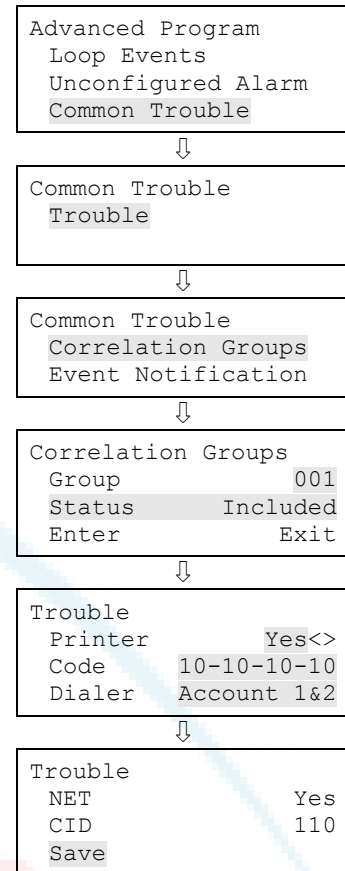 Advanced Program
Loop Events
Unconfigured Alarm
Common Trouble
⇩
Common Trouble
Trouble
⇩
Common Trouble
Correlation Groups
Event Notification
⇩
Correlation Groups
Group 001
Status Included
Enter Exit
⇩
Trouble
Printer Yes<>
Code 10-10-10-10
Dialer Account 1&2
⇩
Trouble
NET Yes
CID 110
Save